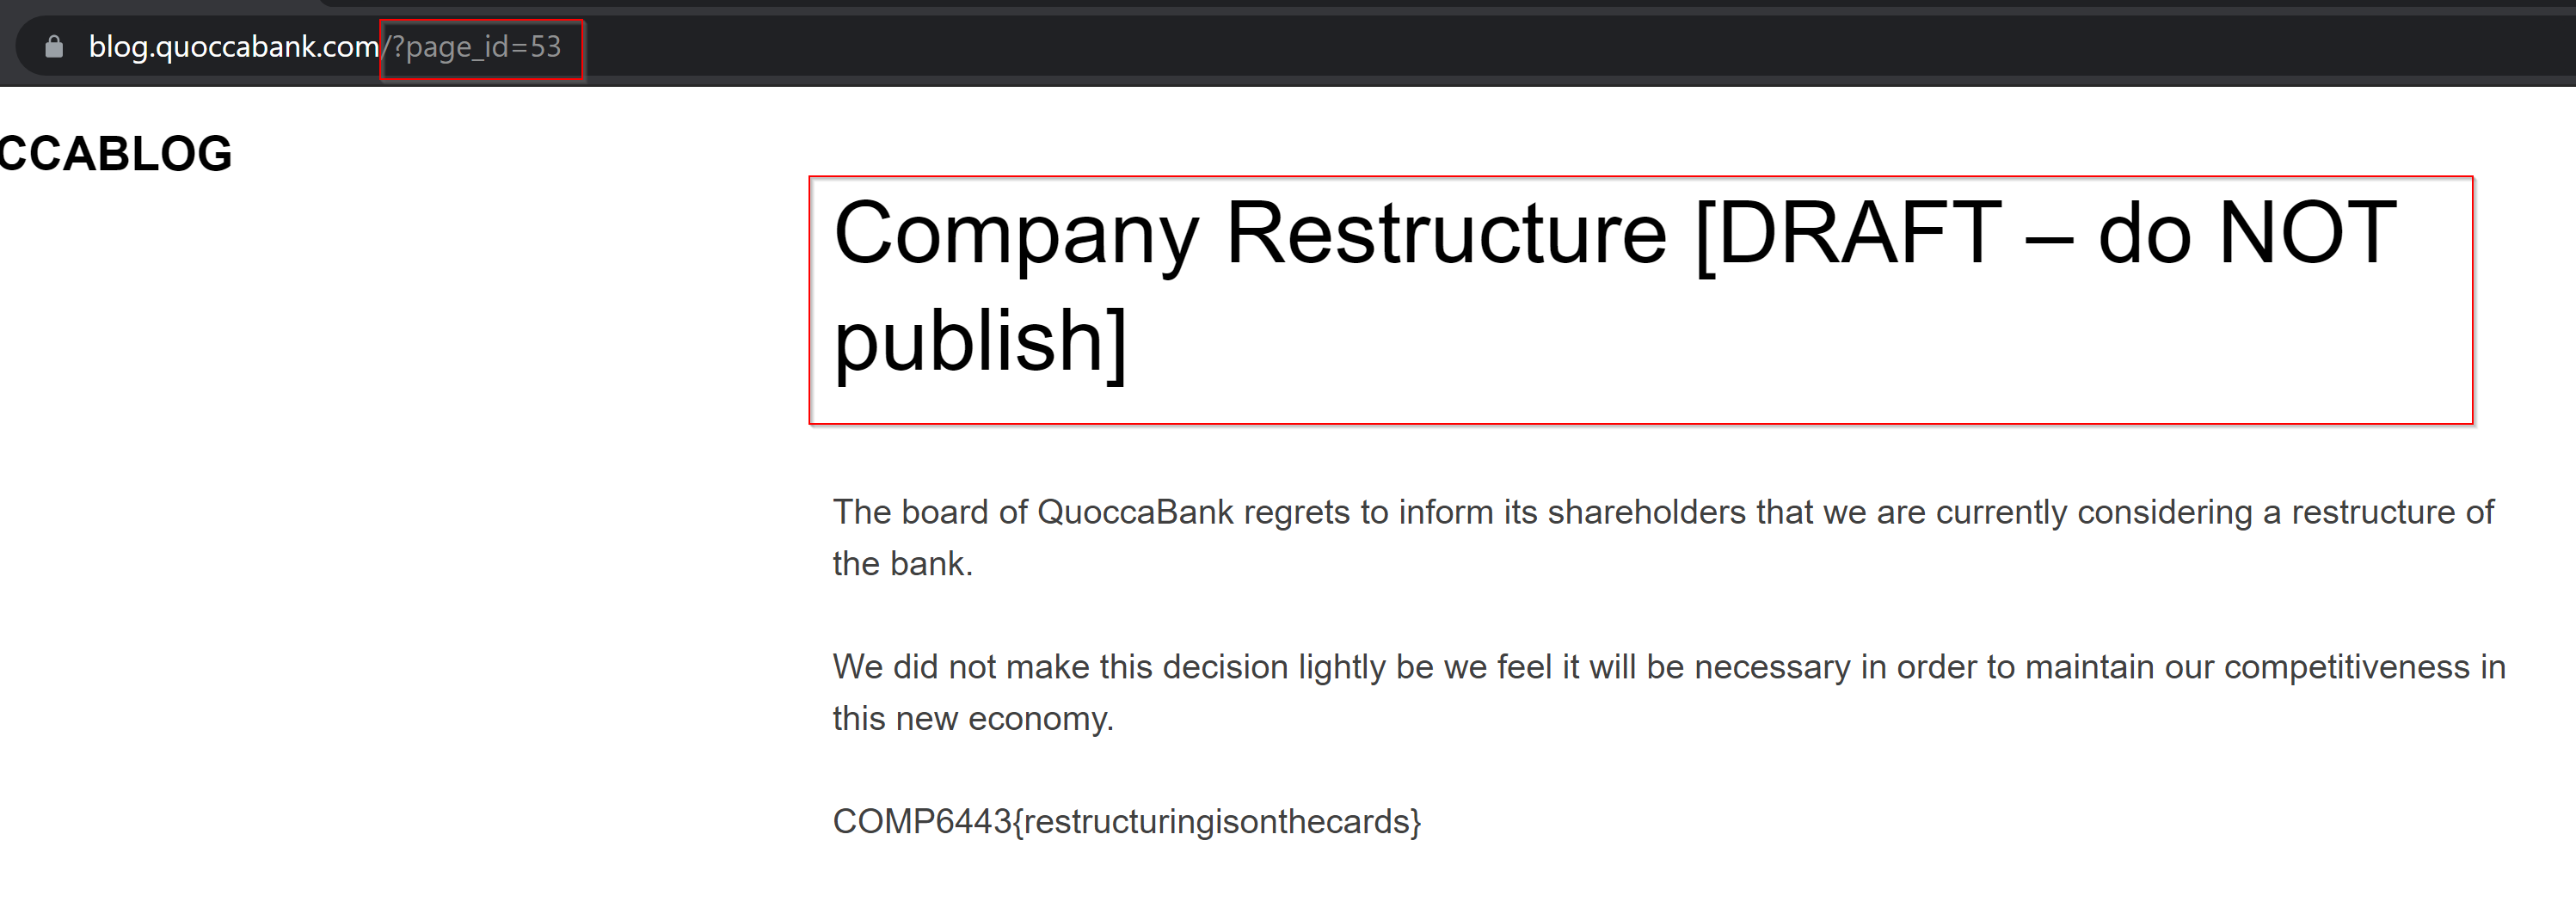 blog.quoccabank.com/?page_id=53
CCABLOG
Company Restructure [DRAFT – do NOT
publish]
The board of QuoccaBank regrets to inform its shareholders that we are currently considering a restructure of
the bank.
We did not make this decision lightly be we feel it will be necessary in order to maintain our competitiveness in
this new economy.
COMP6443{restructuringisonthecards}